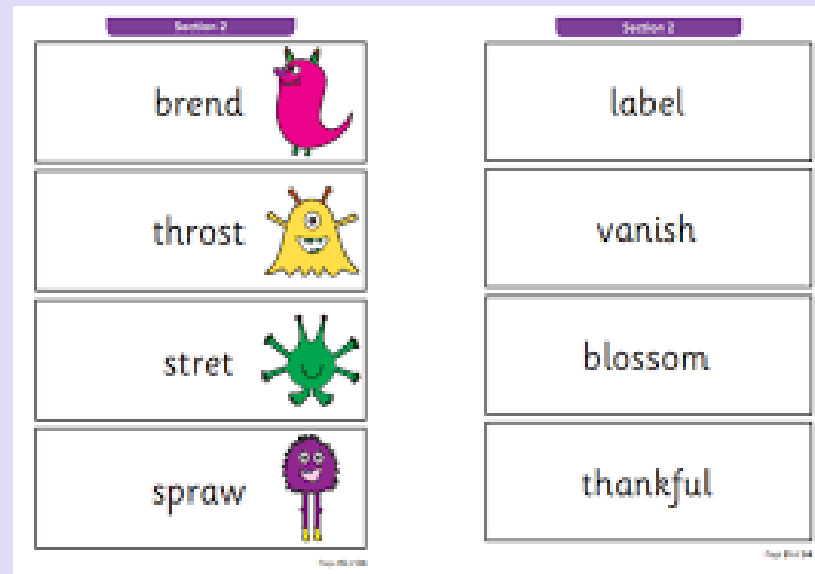 Section 2
brend
throst
stret
spraw
Section 2
label
vanish
blossom
thankful